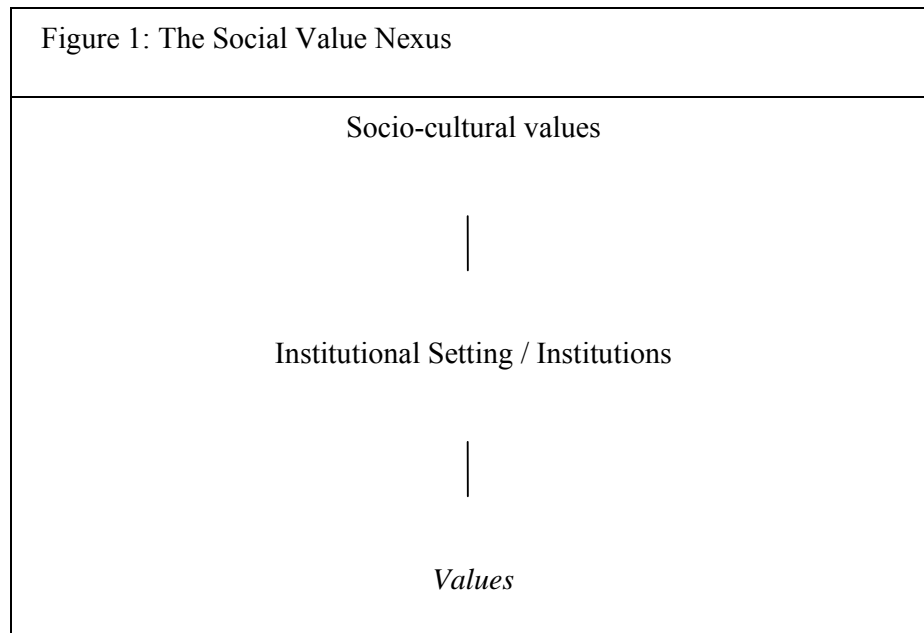 Figure 1: The Social Value Nexus
Socio-cultural values
Institutional Setting / Institutions
Values